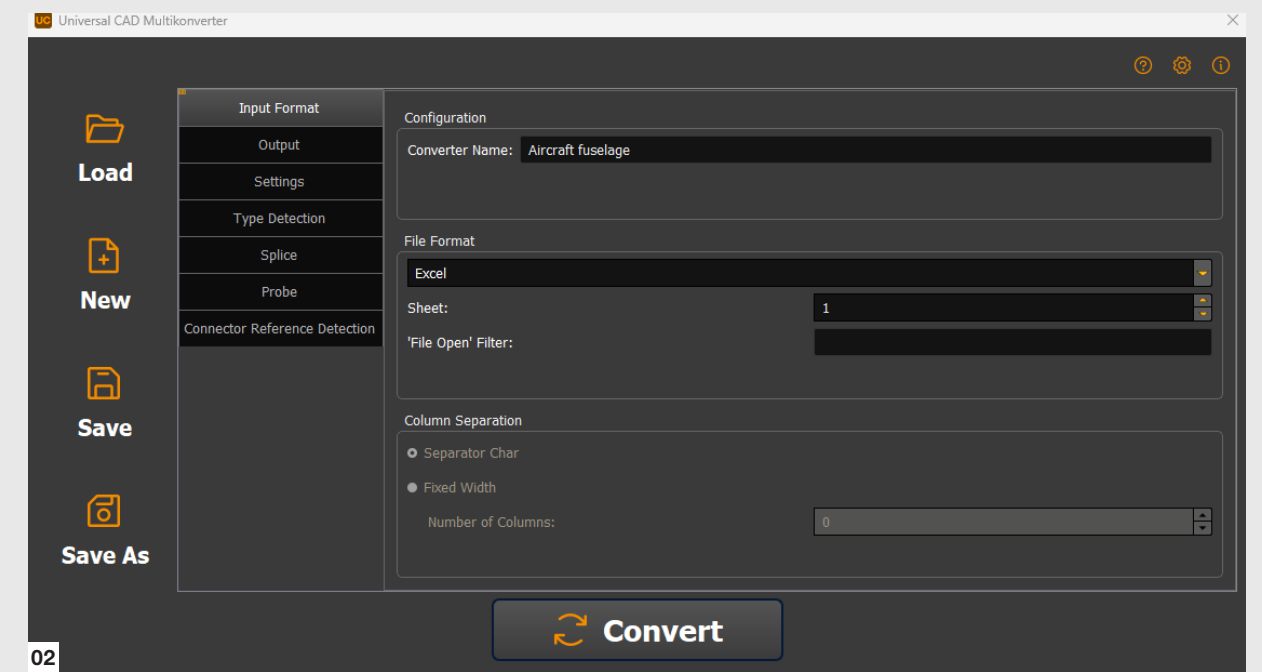 UC Universal CAD Multikonverter
Load
New
Save
Save As
Input Format
Output
Settings
Type Detection
Splice
Probe
Connector Reference Detection
Configuration
Converter Name: Aircraft fuselage
File Format
Excel
Sheet: 1
'File Open' Filter:
Column Separation
Separator Char
Fixed Width
Number of Columns: 0
Convert
02